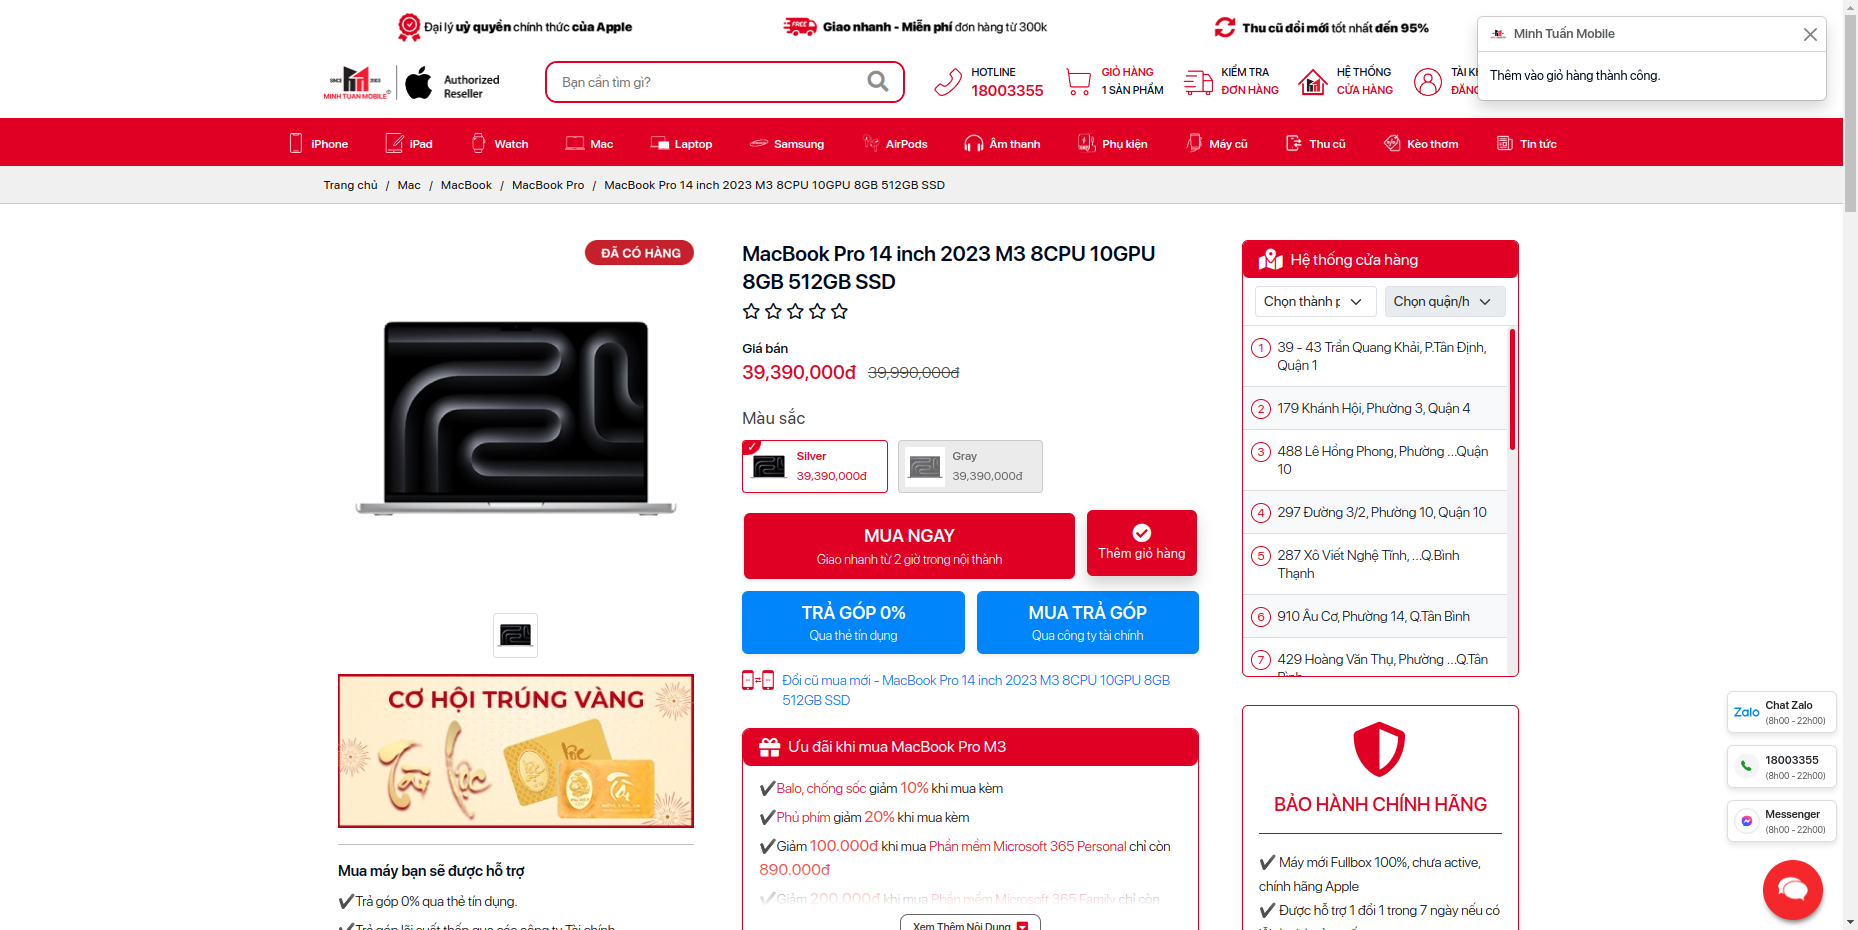 Đại lý uỷ quyền chính thức của Apple
Giao nhanh - Miễn phí đơn hàng từ 300k
Thu cũ đổi mới tốt nhất đến 95%
Minh Tuấn Mobile
Thêm vào giỏ hàng thành công.
SINCE 2003
MINH TUAN MOBILE
Authorized
Reseller
Bạn cần tìm gì?
HOTLINE
18003355
GIỎ HÀNG
1 SẢN PHẨM
KIỂM TRA
ĐƠN HÀNG
HỆ THỐNG
CỬA HÀNG
TÀI
ĐĂNG
iPhone
iPad
Watch
Mac
Laptop
Samsung
AirPods
Âm thanh
Phụ kiện
Máy cũ
Thu cũ
Kèo thơm
Tin tức
Trang chủ / Mac / MacBook / MacBook Pro / MacBook Pro 14 inch 2023 M3 8CPU 10GPU 8GB 512GB SSD
ĐÃ CÓ HÀNG
CƠ HỘI TRÚNG VÀNG
Mua máy bạn sẽ được hỗ trợ
✔Trả góp 0% qua thẻ tín dụng.
✔Trả góp lãi suất thấp qua các công ty Tài chính
MacBook Pro 14 inch 2023 M3 8CPU 10GPU
8GB 512GB SSD
Giá bán
39,390,000đ 39,990,000đ
Màu sắc
Silver
39,390,000đ
Gray
39,390,000đ
MUA NGAY
Giao nhanh từ 2 giờ trong nội thành
Thêm giỏ hàng
TRẢ GÓP 0%
Qua thẻ tín dụng
MUA TRẢ GÓP
Qua công ty tài chính
Đổi cũ mua mới - MacBook Pro 14 inch 2023 M3 8CPU 10GPU 8GB
512GB SSD
Ưu đãi khi mua MacBook Pro M3
✔Balo, chống sốc giảm 10% khi mua kèm
✔Phủ phím giảm 20% khi mua kèm
✔Giảm 100.000đ khi mua Phần mềm Microsoft 365 Personal chỉ còn
890.000đ
✔Giảm 200.000đ khi mua Phần mềm Microsoft 365 Family chỉ còn
Xem Thêm Nội Dung
Hệ thống cửa hàng
Chọn thành p
Chọn quận/h
1 39 - 43 Trần Quang Khải, P.Tân Định,
Quận 1
2 179 Khánh Hội, Phường 3, Quận 4
3 488 Lê Hồng Phong, Phường ...Quận
10
4 297 Đường 3/2, Phường 10, Quận 10
5 287 Xô Viết Nghệ Tĩnh, ...Q.Bình
Thạnh
6 910 Âu Cơ, Phường 14, Q.Tân Bình
7 429 Hoàng Văn Thụ, Phường ...Q.Tân
Bình
BẢO HÀNH CHÍNH HÃNG
✔ Máy mới Fullbox 100%, chưa active,
chính hãng Apple
✔ Được hỗ trợ 1 đổi 1 trong 7 ngày nếu có
Zalo
Chat Zalo
(8h00 - 22h00)
18003355
(8h00 - 22h00)
Messenger
(8h00 - 22h00)